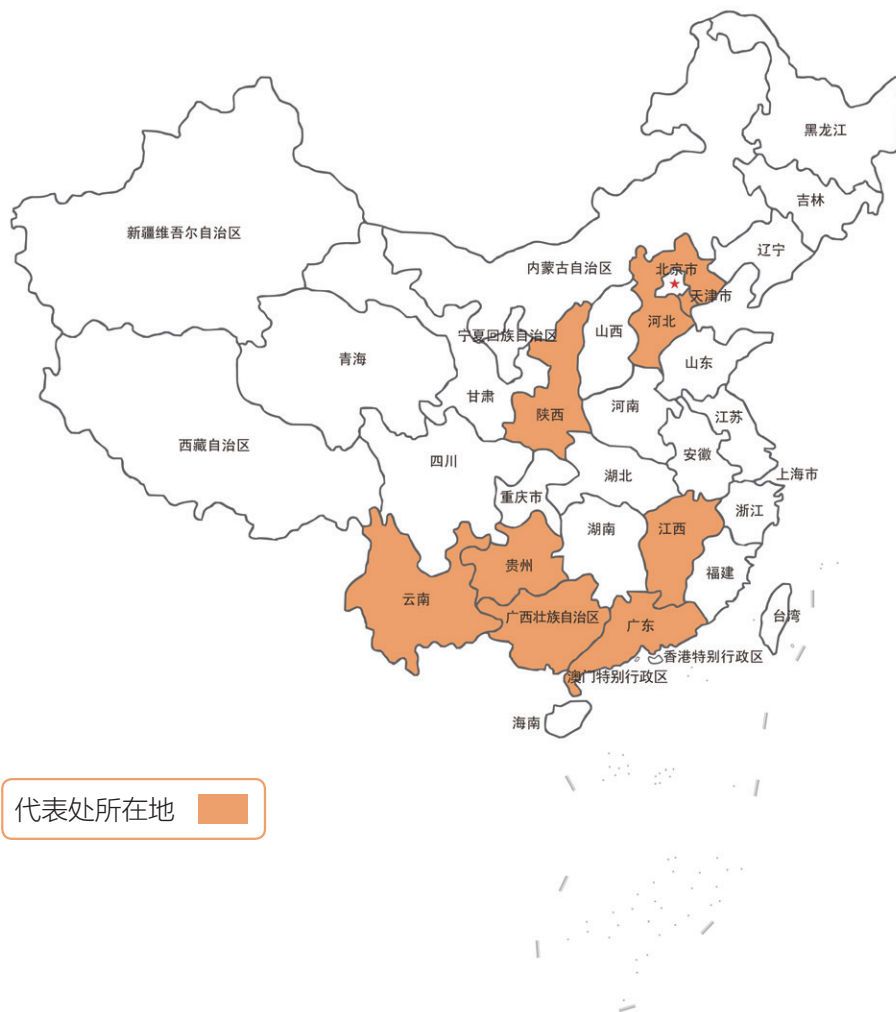 黑龙江
吉林
新疆维吾尔自治区
辽宁
内蒙古自治区
北京市
天津市
河北
宁夏回族自治区
山西
青海
山东
甘肃
河南
陕西
江苏
西藏自治区
安徽
四川
湖北
上海市
重庆市
浙江
湖南
江西
贵州
福建
云南
广西壮族自治区
台湾
广东
香港特别行政区
澳门特别行政区
海南
代表处所在地